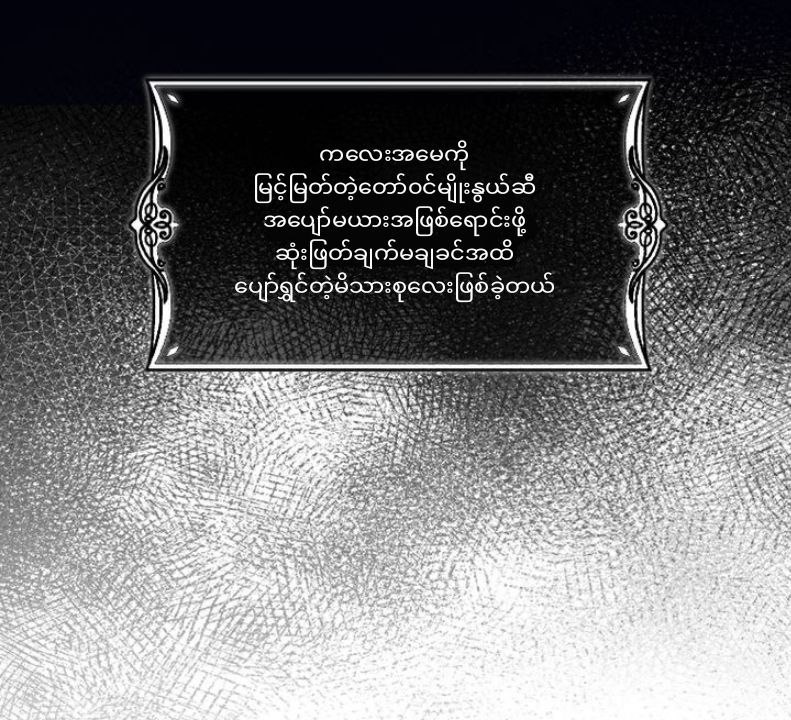 ကလေးအမေကို
မြင့်မြတ်တဲ့တော်ဝင်မျိုးနွယ်ဆီ
အပျော်မယားအဖြစ်ရောင်းဖို့
ဆုံးဖြတ်ချက်မချခင်အထိ
ပျော်ရွှင်တဲ့မိသားစုလေးဖြစ်ခဲ့တယ်